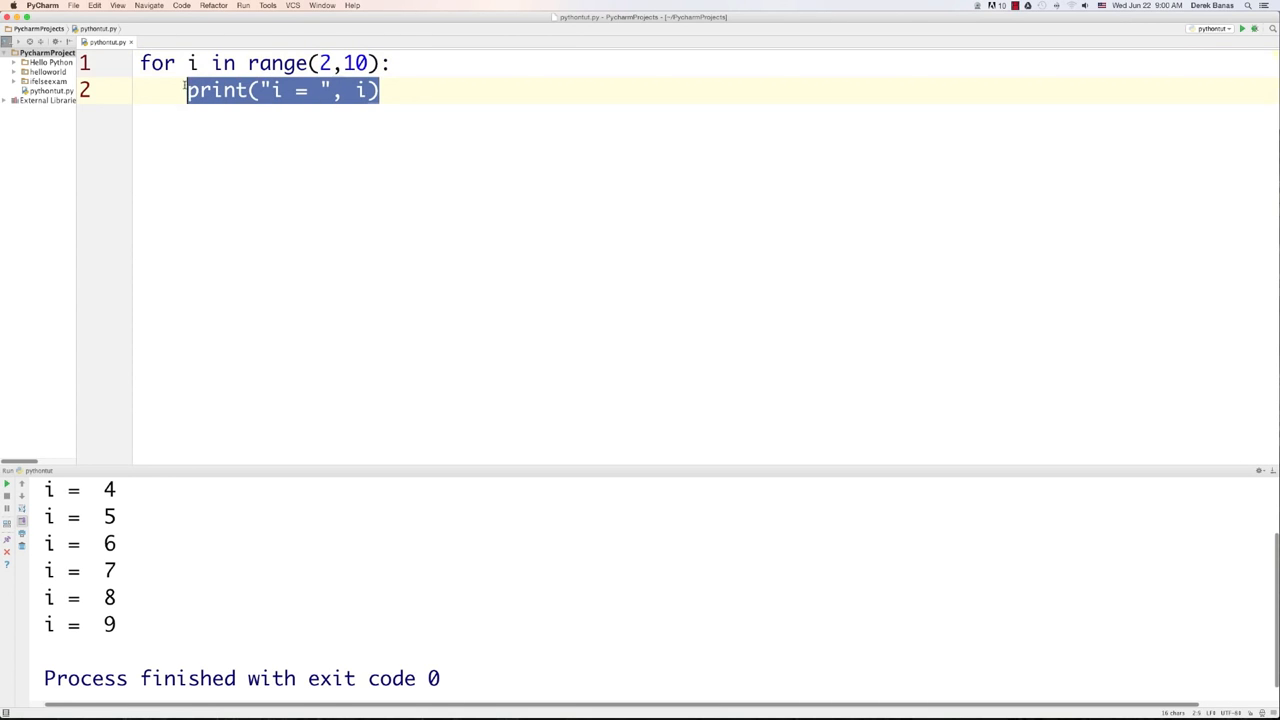 PyCharm File Edit View Navigate Code Refactor Run Tools VCS Window Help
10 Wed Jun 22 9:00 AM Derek Banas
pythontut.py - PycharmProjects - [~/PycharmProjects]
PycharmProjects pythontut.py
pythontut
pythontut.py ×
PycharmProject
Hello Python
helloworld
ifelseexam
pythontut.py
External Librarie
1 for i in range(2,10):
2 print("i = ", i)
Run pythontut
i = 4
i = 5
i = 6
i = 7
i = 8
i = 9
Process finished with exit code 0
16 chars 2:5 LF÷ UTF-8÷